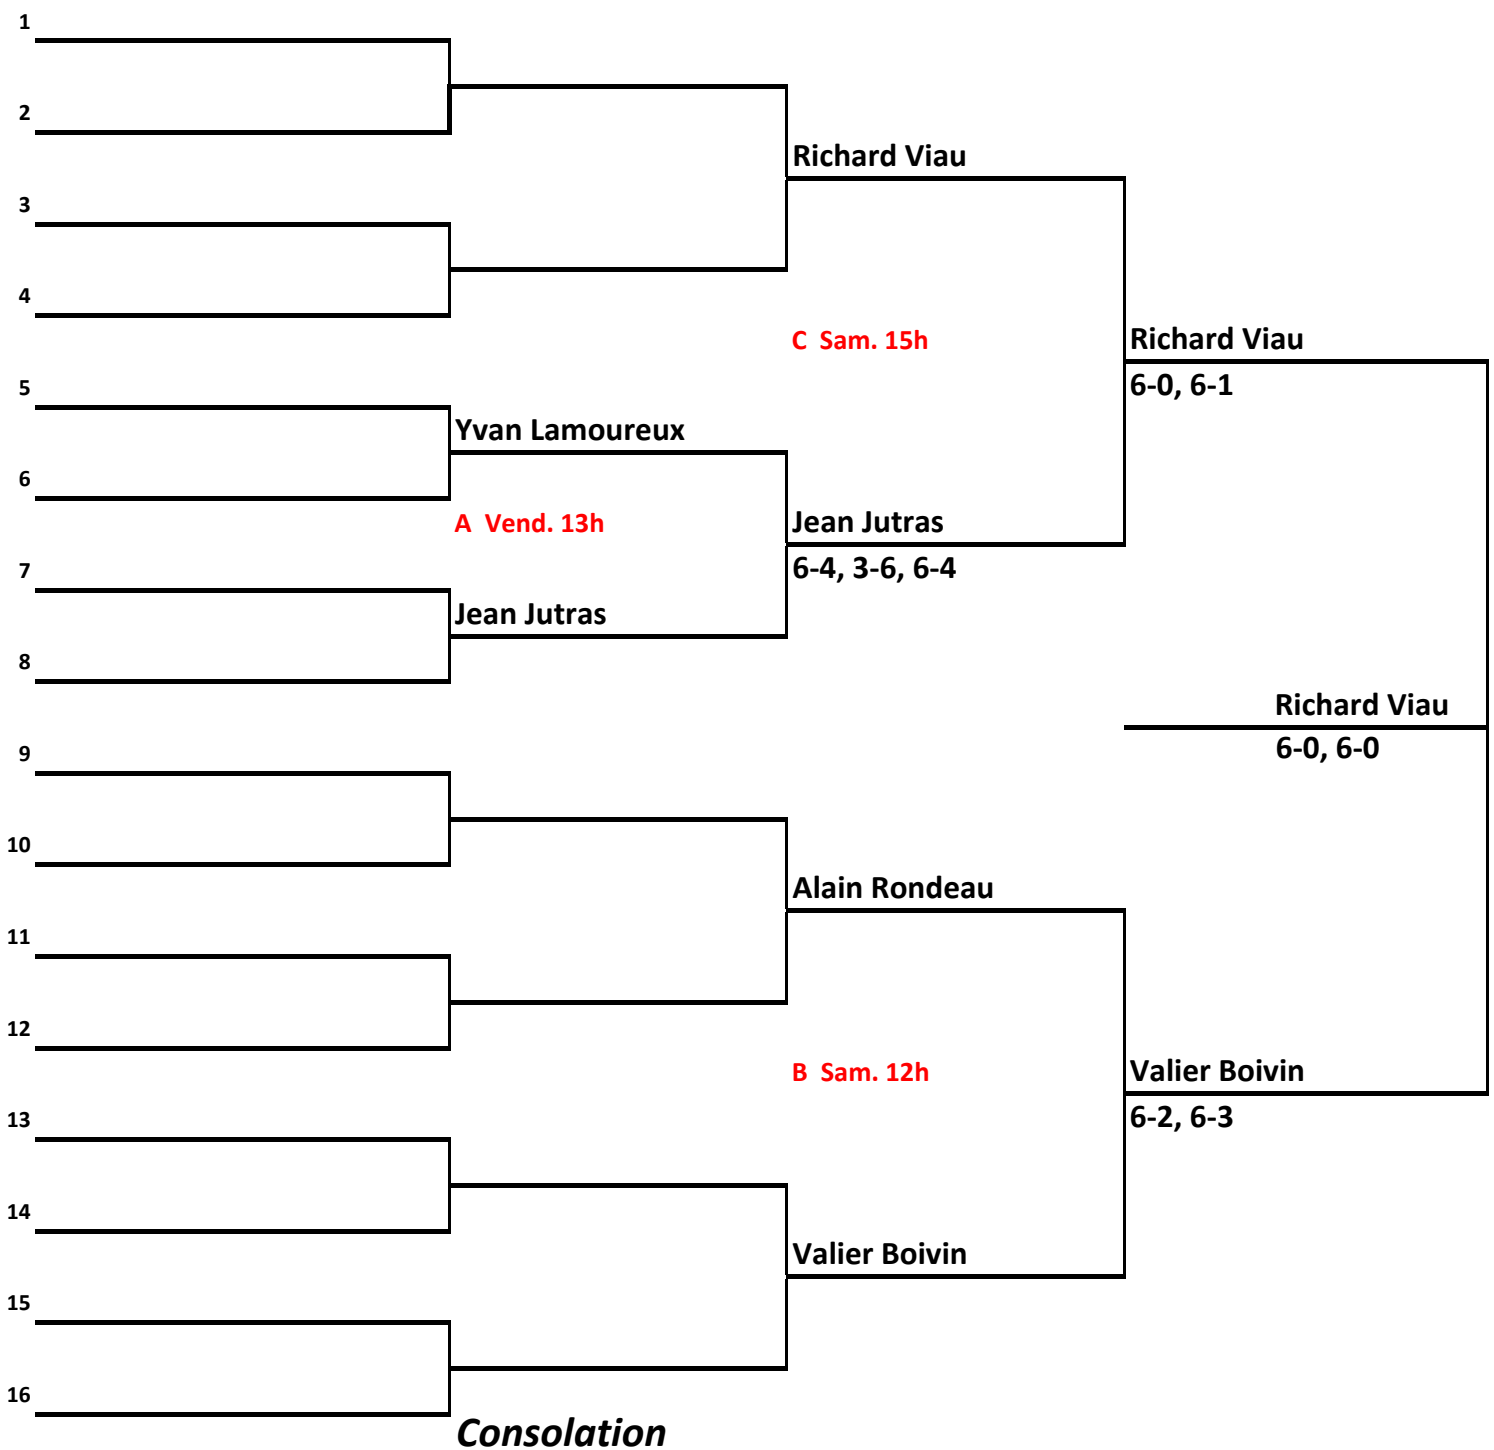 1
2
Richard Viau
3
4
C Sam. 15h
Richard Viau
6-0, 6-1
5
Yvan Lamoureux
6
A Vend. 13h
Jean Jutras
6-4, 3-6, 6-4
7
Jean Jutras
8
Richard Viau
6-0, 6-0
9
10
Alain Rondeau
11
12
B Sam. 12h
Valier Boivin
6-2, 6-3
13
14
Valier Boivin
15
16
Consolation